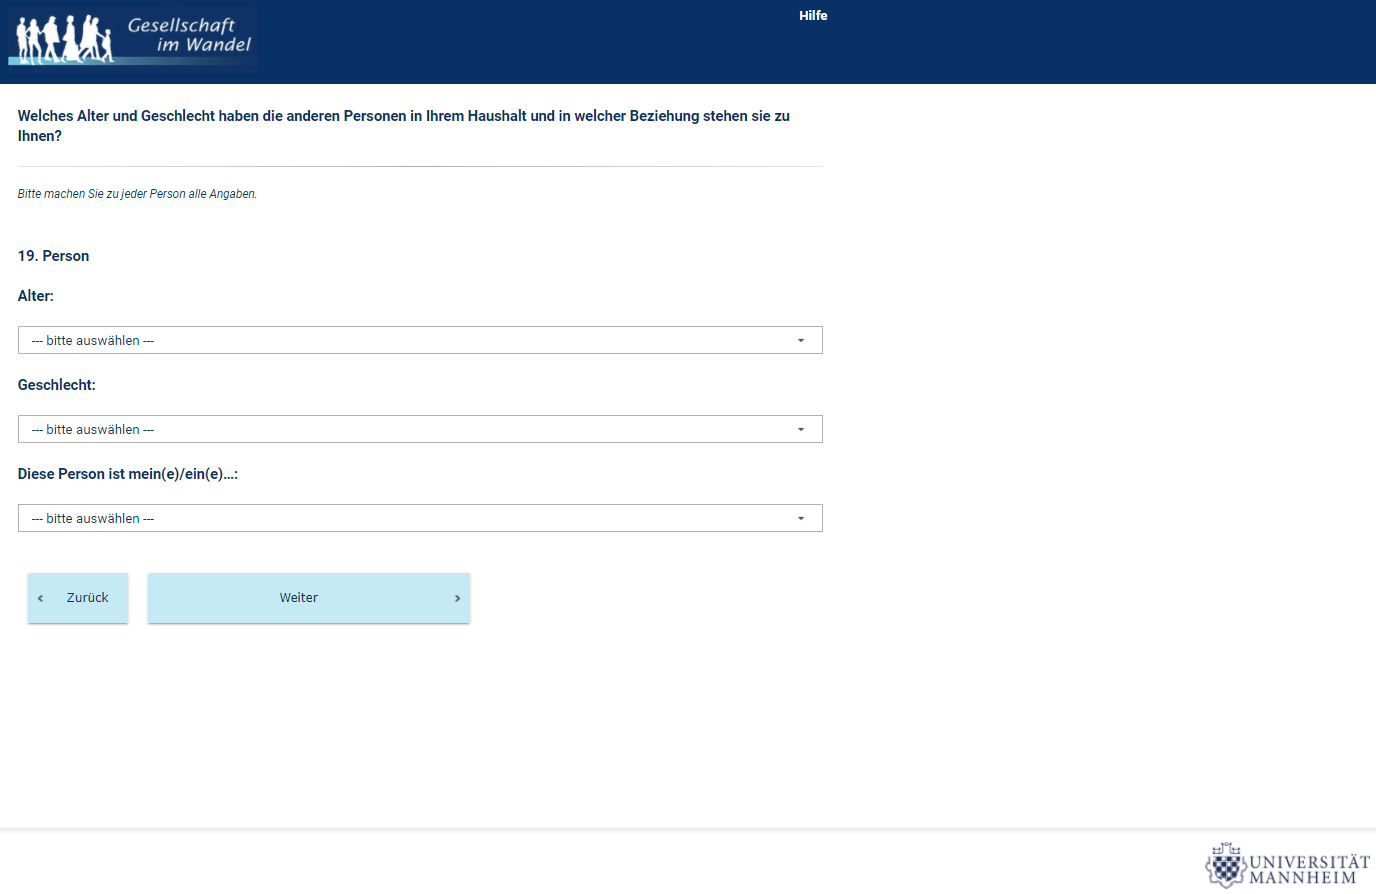 Gesellschaft
im Wandel
Hilfe
Welches Alter und Geschlecht haben die anderen Personen in Ihrem Haushalt und in welcher Beziehung stehen sie zu
Ihnen?
Bitte machen Sie zu jeder Person alle Angaben.
19. Person
Alter:
--- bitte auswählen ---
Geschlecht:
--- bitte auswählen ---
Diese Person ist mein(e)/ein(e)...:
--- bitte auswählen ---
Zurück
Weiter
UNIVERSITÄT
MANNHEIM